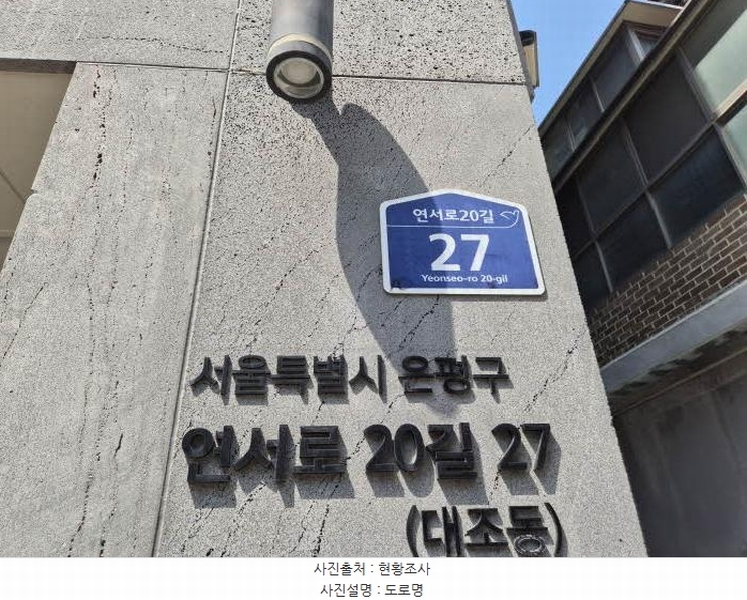 연서로20길
27
Yeonseo-ro 20-gil
서울특별시 은평구
연서로 20길 27
(대조동)
사진출처 : 현황조사
사진설명 : 도로명